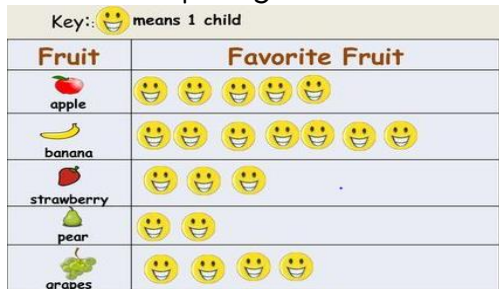 Key: means 1 child
Fruit Favorite Fruit
apple
banana
strawberry
pear
grapes